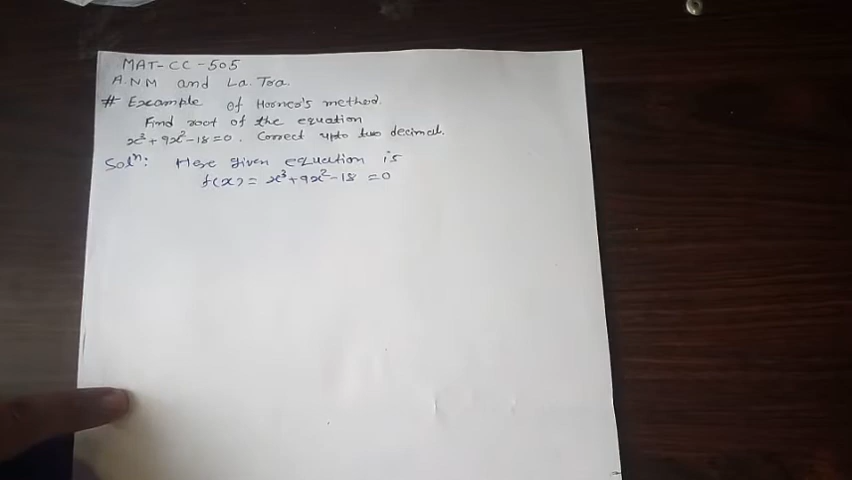 MAT-CC-505
A.N.M and La. Tra.
# Example of Horner's method.
Find root of the equation
x³+9x²-18=0. Correct upto two decimal.
Solⁿ: Here given equation is
f(x)= x³+9x²-18 =0